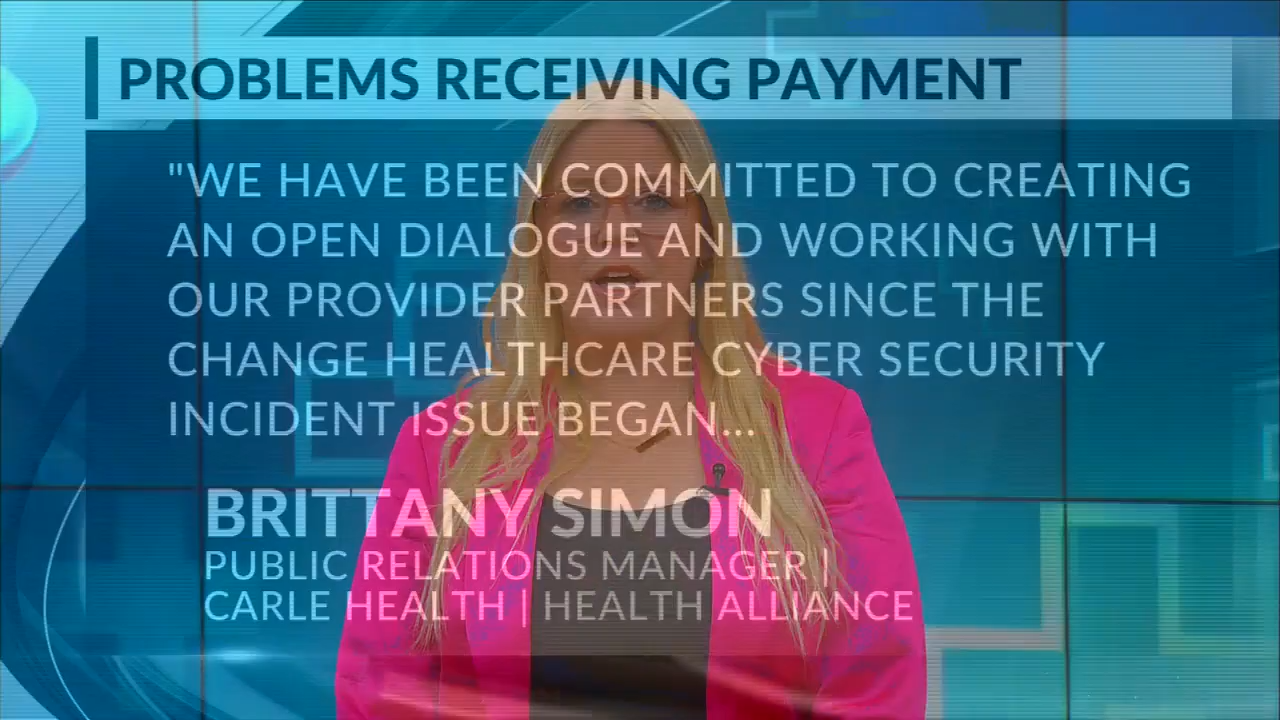 PROBLEMS RECEIVING PAYMENT
"WE HAVE BEEN COMMITTED TO CREATING
AN OPEN DIALOGUE AND WORKING WITH
OUR PROVIDER PARTNERS SINCE THE
CHANGE HEALTHCARE CYBER SECURITY
INCIDENT ISSUE BEGAN...
BRITTANY SIMON
PUBLIC RELATIONS MANAGER |
CARLE HEALTH | HEALTH ALLIANCE